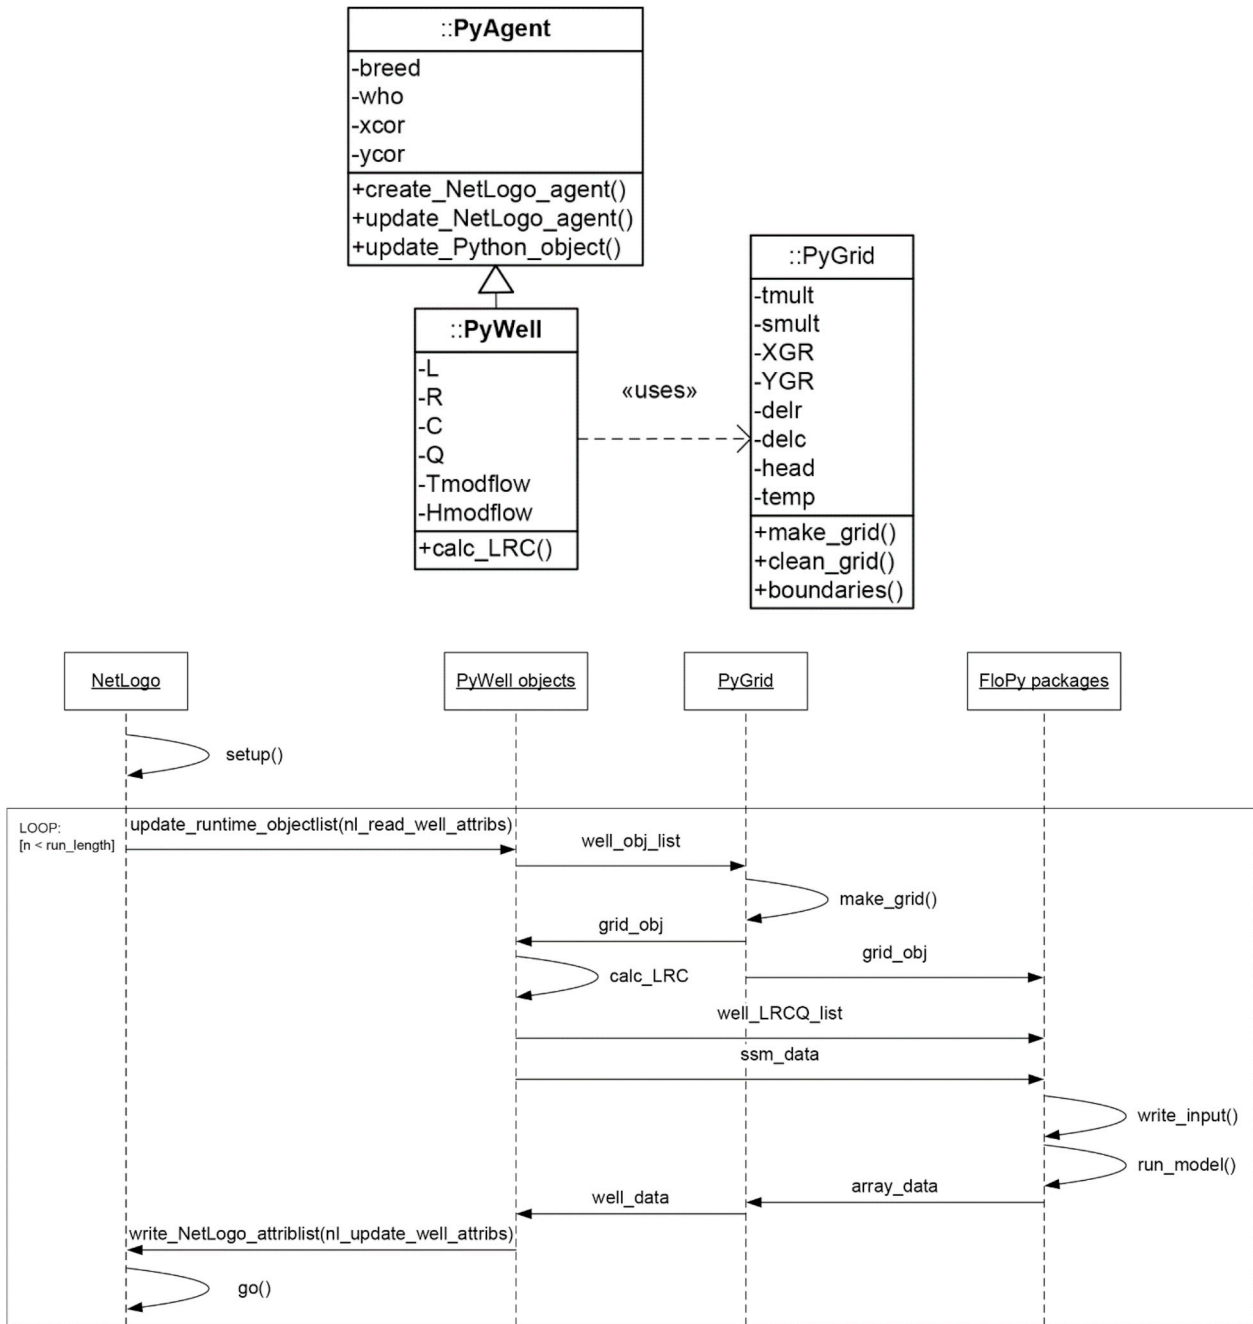 ::PyAgent
-breed
-who
-xcor
-ycor
+create_NetLogo_agent()
+update_NetLogo_agent()
+update_Python_object()
::PyWell
-L
-R
-C
-Q
-Tmodflow
-Hmodflow
+calc_LRC()
«uses»
::PyGrid
-tmult
-smult
-XGR
-YGR
-delr
-delc
-head
-temp
+make_grid()
+clean_grid()
+boundaries()
NetLogo
PyWell objects
PyGrid
FloPy packages
setup()
LOOP:
[n < run_length]
update_runtime_objectlist(nl_read_well_attribs)
well_obj_list
make_grid()
grid_obj
grid_obj
calc_LRC
well_LRCQ_list
ssm_data
write_input()
run_model()
array_data
well_data
write_NetLogo_attriblist(nl_update_well_attribs)
go()